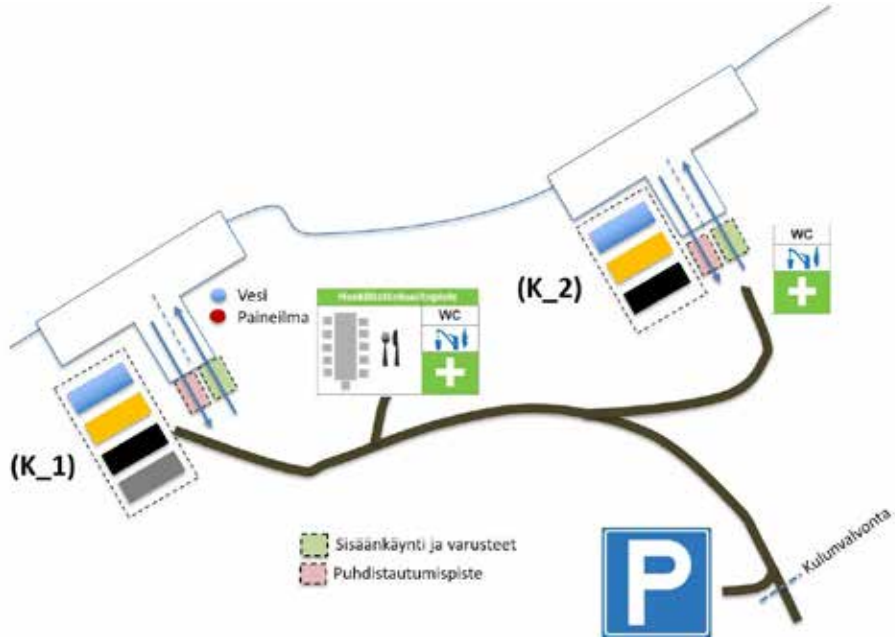 WC
(K_2)
Vesi
Paineilma
WC
(K_1)
Sisäänkäynti ja varusteet
Puhdistautumispiste
Kulunvalvonta
P